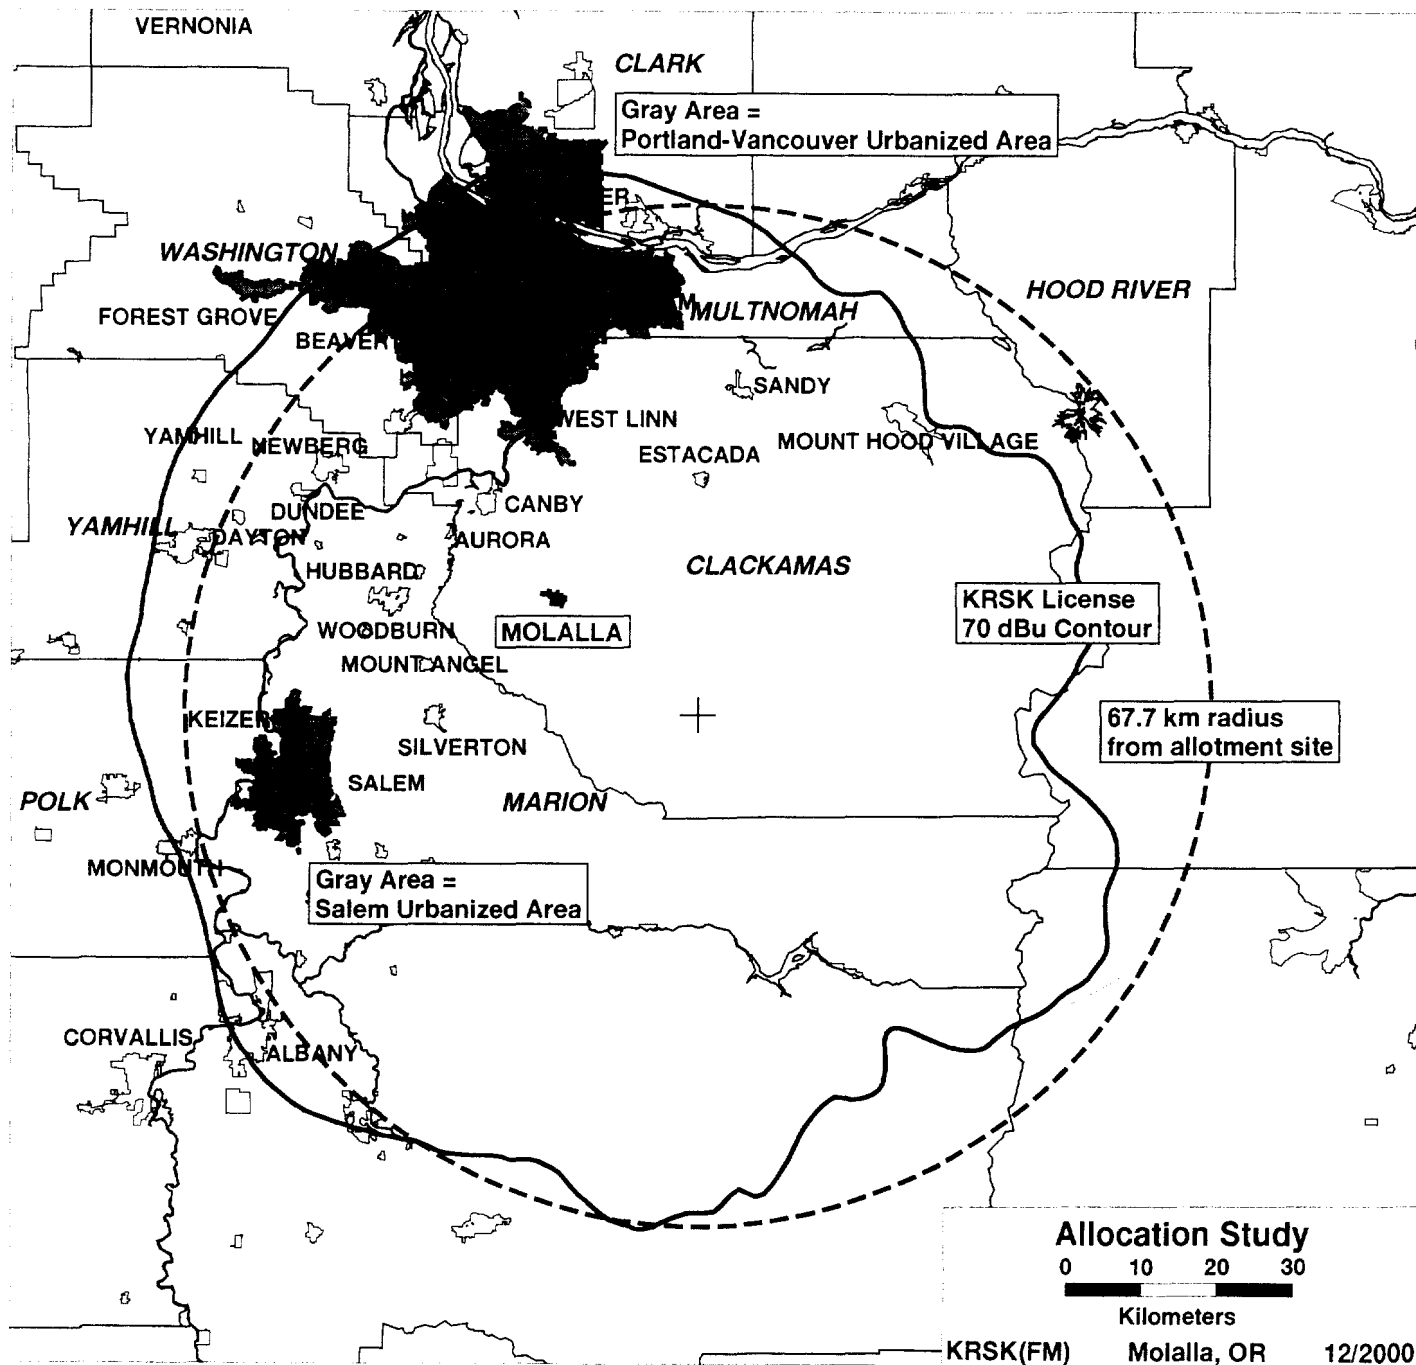 VERNONIA
CLARK
Gray Area =
Portland-Vancouver Urbanized Area
ER
WASHINGTON
HOOD RIVER
FOREST GROVE
M
MULTNOMAH
BEAVER
SANDY
WEST LINN
YAMHILL
NEWBERG
MOUNT HOOD VILLAGE
ESTACADA
DUNDEE
CANBY
YAMHILL
DAYTON
AURORA
HUBBARD
CLACKAMAS
KRSK License
70 dBu Contour
WOODBURN
MOLALLA
MOUNT ANGEL
KEIZER
67.7 km radius
from allotment site
SILVERTON
SALEM
POLK
MARION
MONMOUTH
Gray Area =
Salem Urbanized Area
CORVALLIS
ALBANY
Allocation Study
0 10 20 30
Kilometers
KRSK(FM) Molalla, OR 12/2000